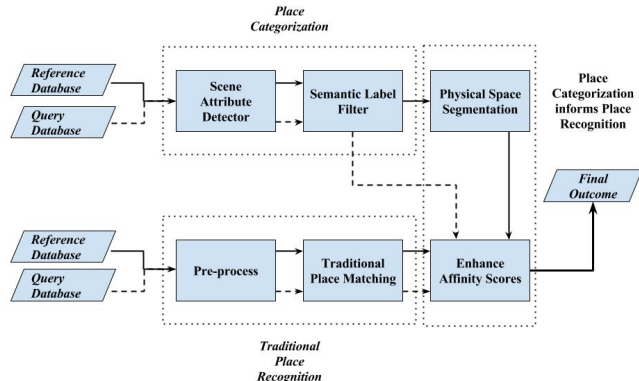 Place
Categorization
Reference
Database
Query
Database
Scene
Attribute
Detector
Semantic Label
Filter
Physical Space
Segmentation
Place
Categorization
informs Place
Recognition
Final
Outcome
Reference
Database
Query
Database
Pre-process
Traditional
Place Matching
Enhance
Affinity Scores
Traditional
Place
Recognition